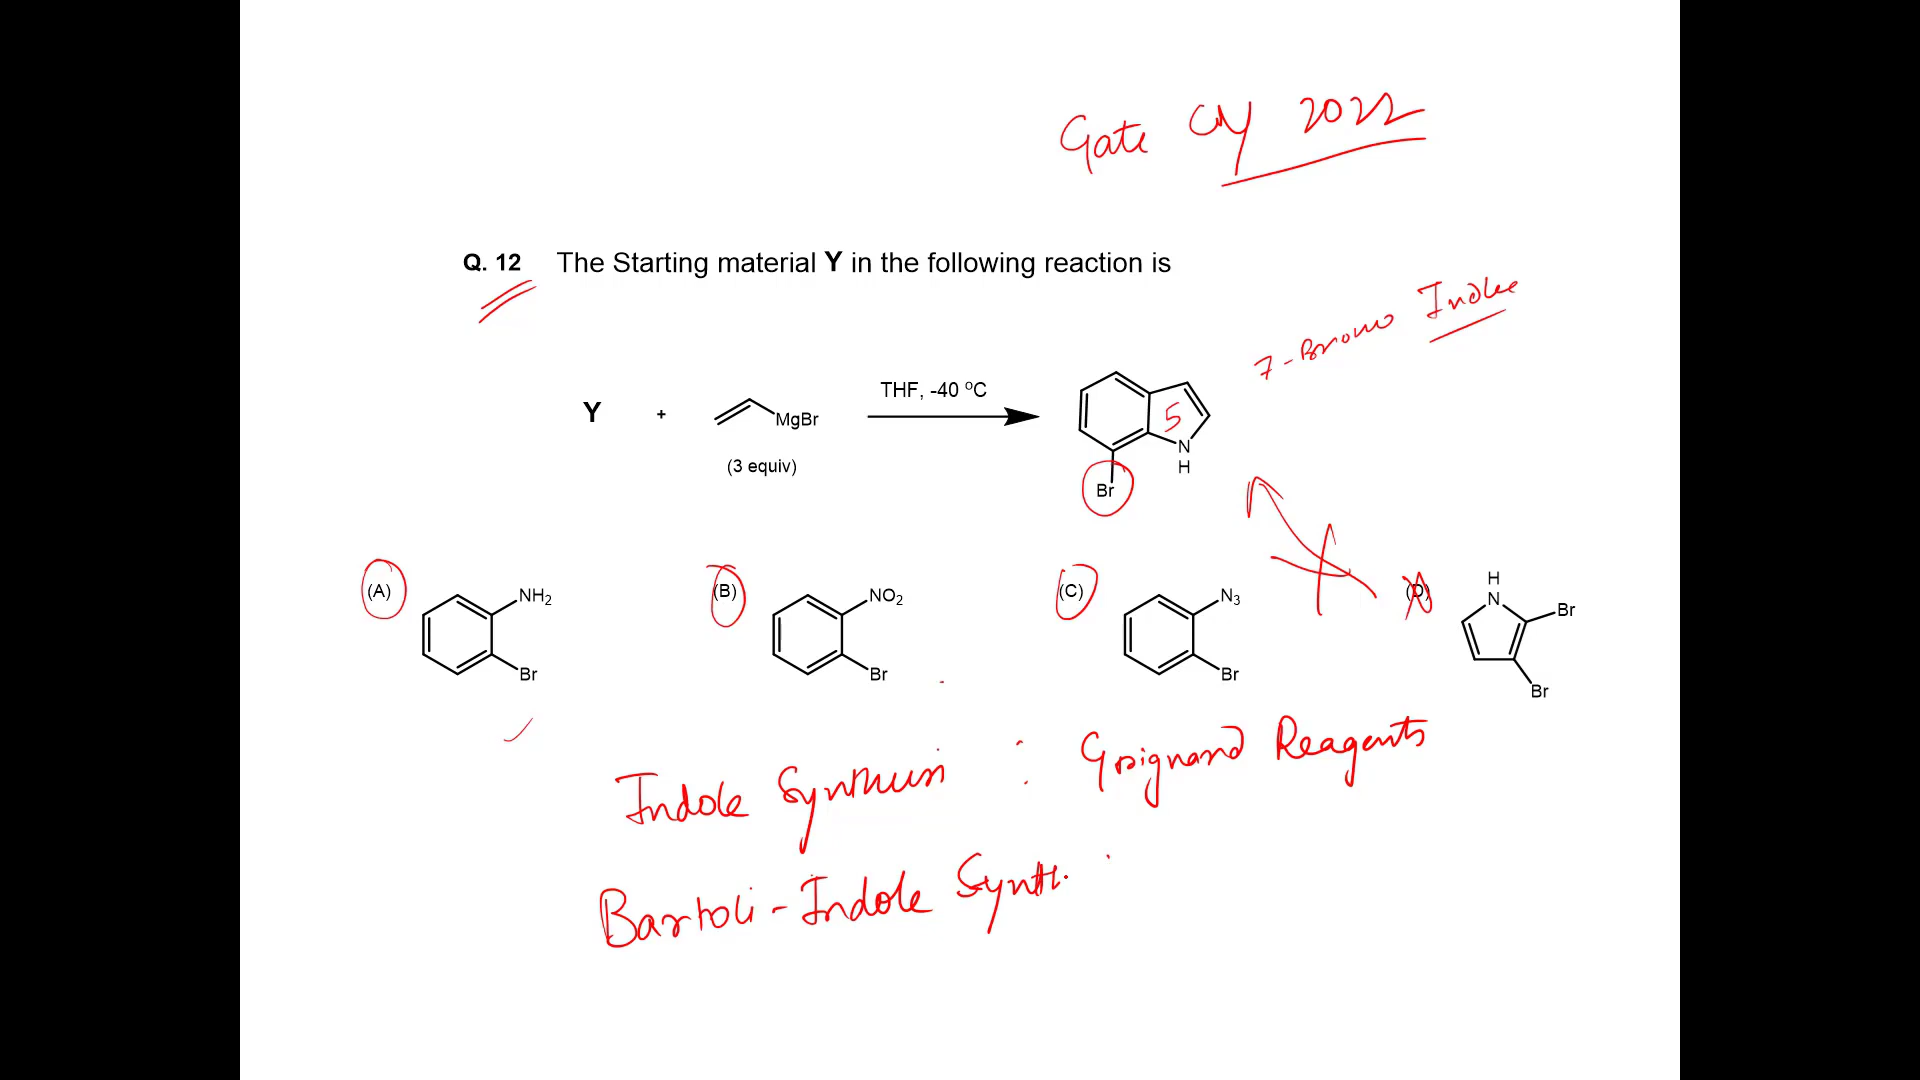 Gate CY 2022
Q. 12 The Starting material Y in the following reaction is
7-Bromo Indole
Y + MgBr THF, -40 °C 5 N H
(3 equiv) Br
(A) NH2 Br
(B) NO2 Br
(C) N3 Br
(D) H N Br Br
Indole Synthesis : Grignard Reagents
Bartoli-Indole Synth.